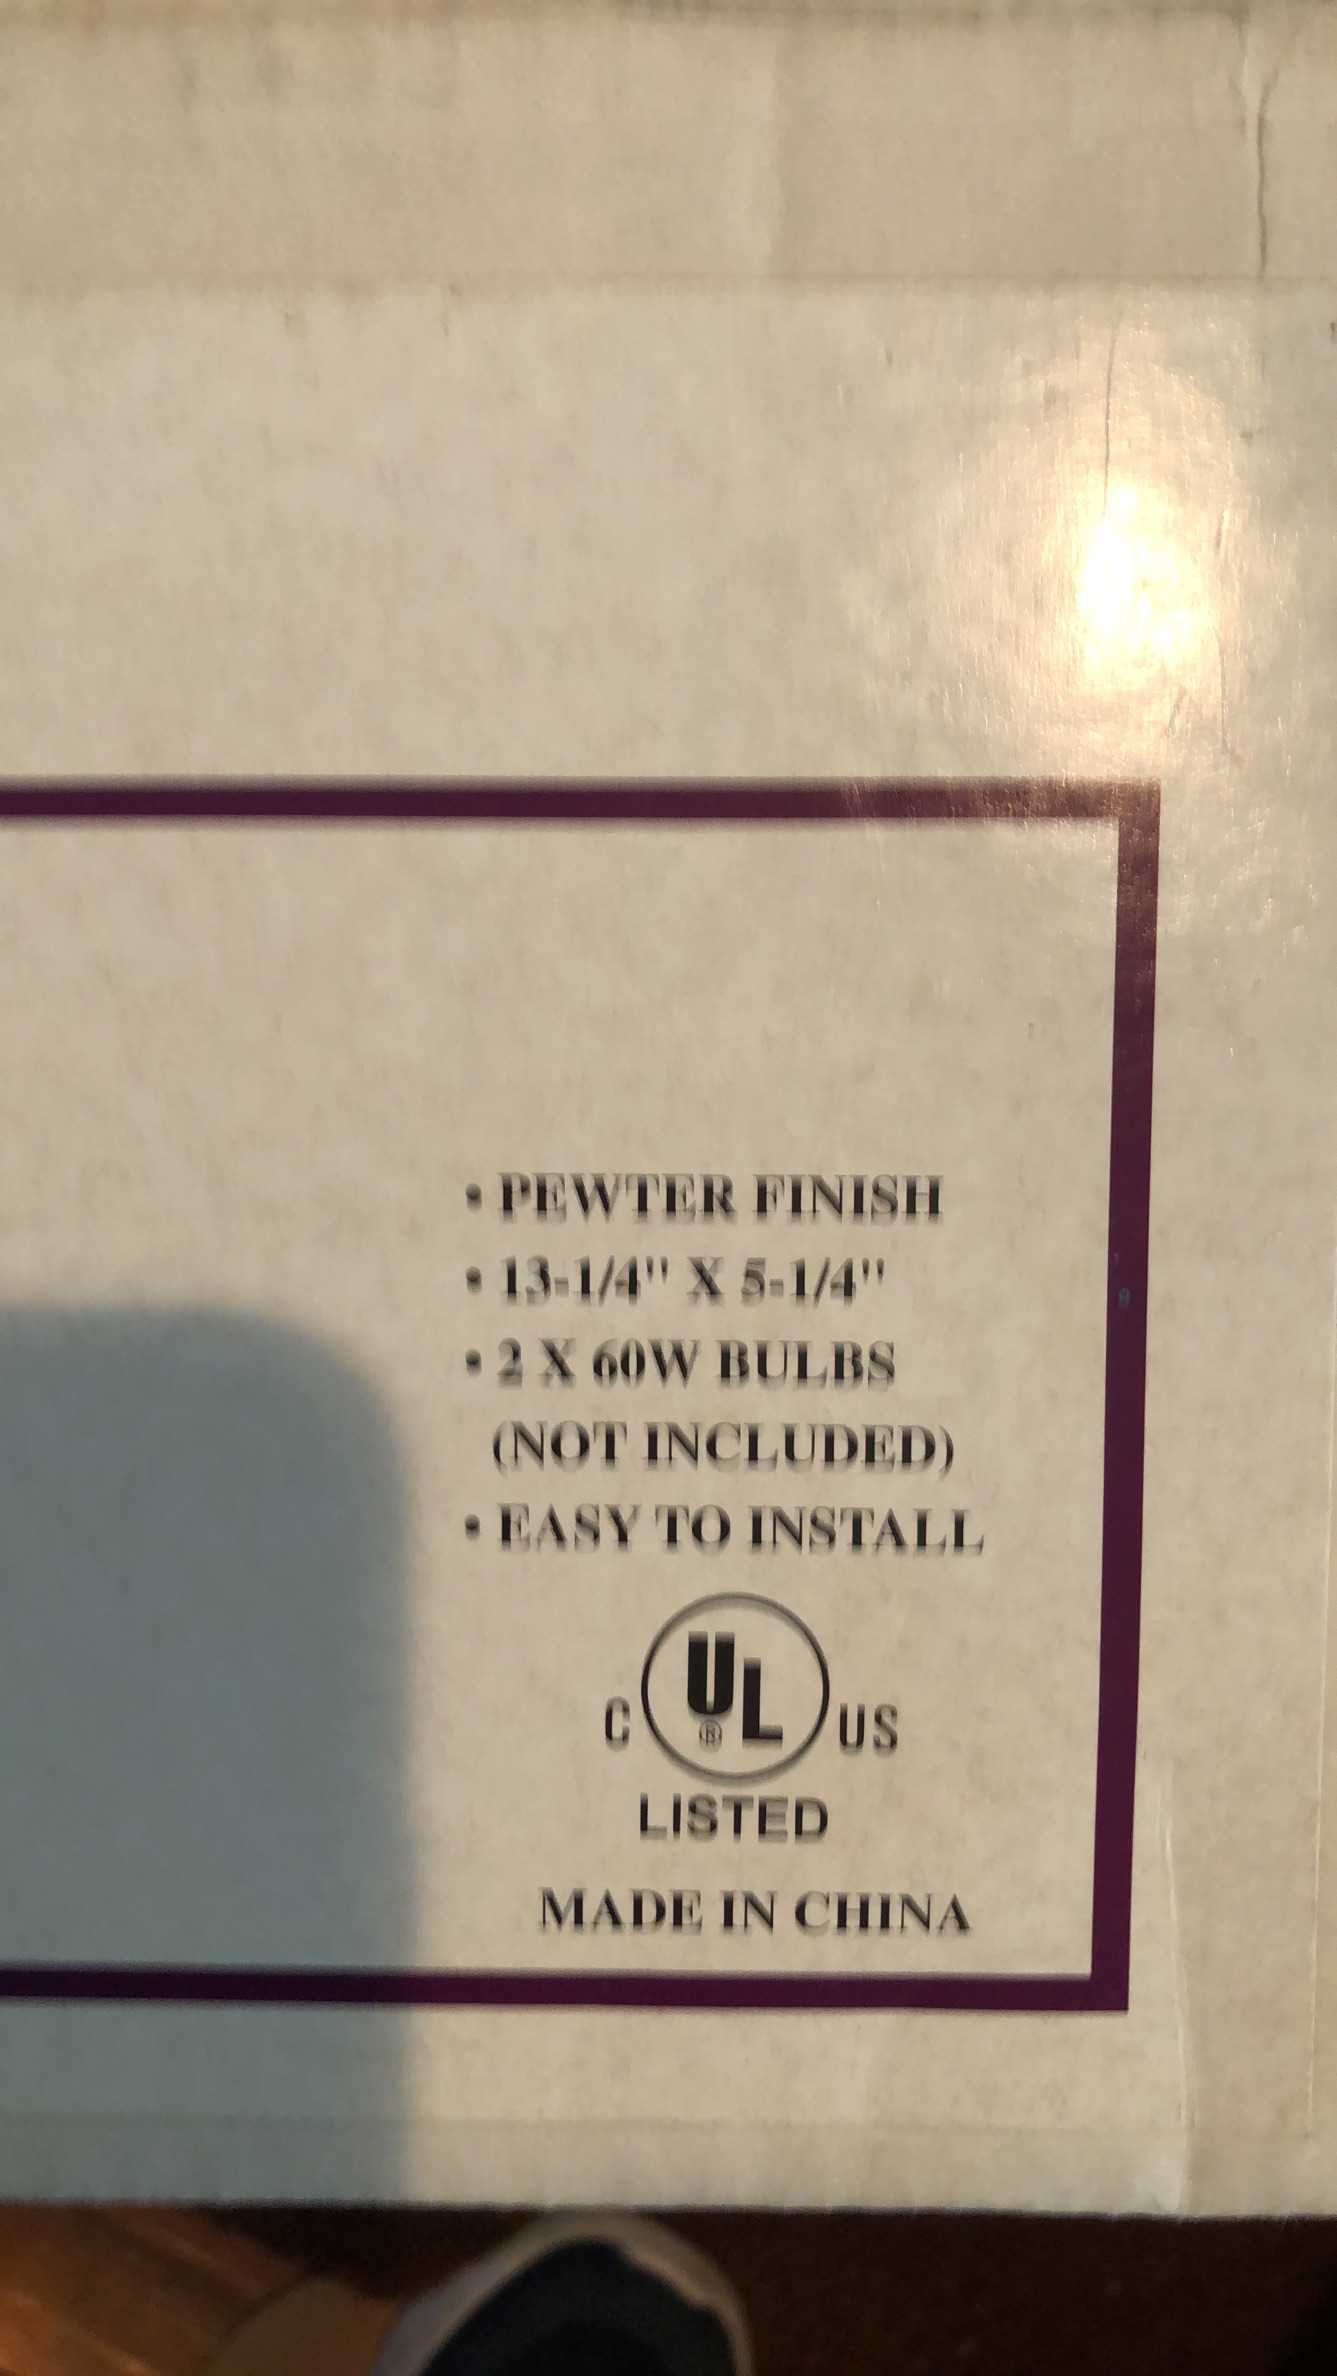 • PEWTER FINISH
• 13-1/4" X 5-1/4"
• 2 X 60W BULBS
(NOT INCLUDED)
• EASY TO INSTALL
C UL® US
LISTED
MADE IN CHINA